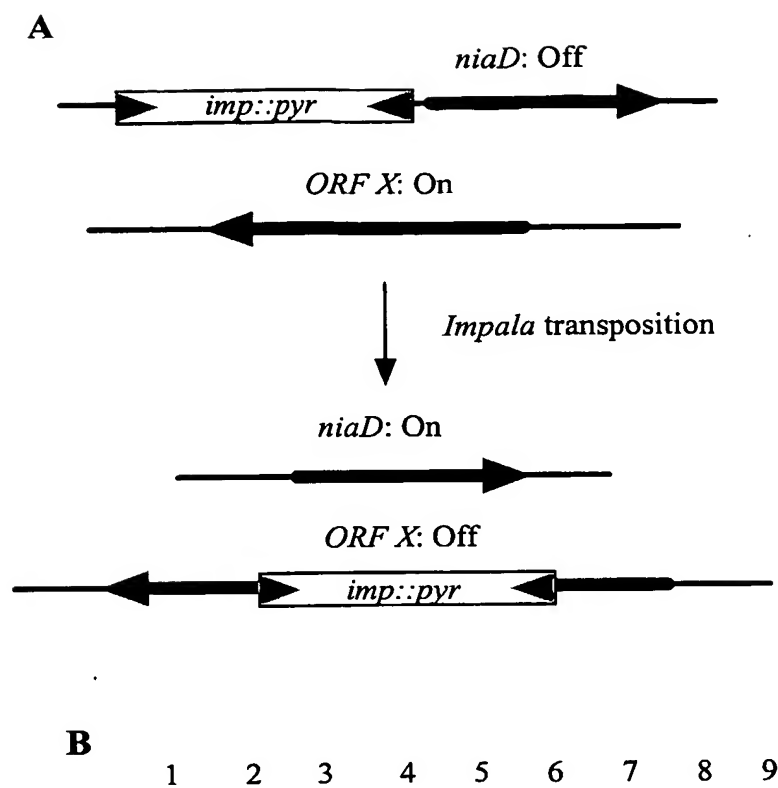 A
niaD: Off
imp::pyr
ORF X: On
Impala transposition
niaD: On
ORF X: Off
imp::pyr
B
1 2 3 4 5 6 7 8 9